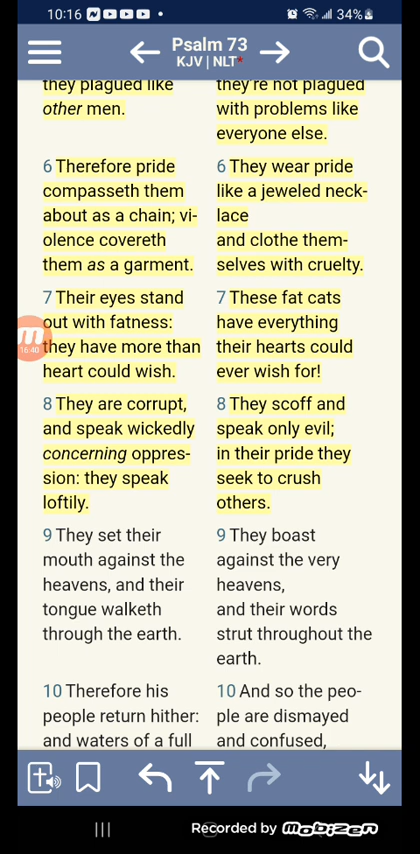 10:16
34%
Psalm 73
KJV | NLT*
they plagued like
other men.
6 Therefore pride
compasseth them
about as a chain; vi-
olence covereth
them as a garment.
7 Their eyes stand
out with fatness:
they have more than
heart could wish.
8 They are corrupt,
and speak wickedly
concerning oppres-
sion: they speak
loftily.
9 They set their
mouth against the
heavens, and their
tongue walketh
through the earth.
10 Therefore his
people return hither:
and waters of a full
they're not plagued
with problems like
everyone else.
6 They wear pride
like a jeweled neck-
lace
and clothe them-
selves with cruelty.
7 These fat cats
have everything
their hearts could
ever wish for!
8 They scoff and
speak only evil;
in their pride they
seek to crush
others.
9 They boast
against the very
heavens,
and their words
strut throughout the
earth.
10 And so the peo-
ple are dismayed
and confused,
16:40
Recorded by Mobizen